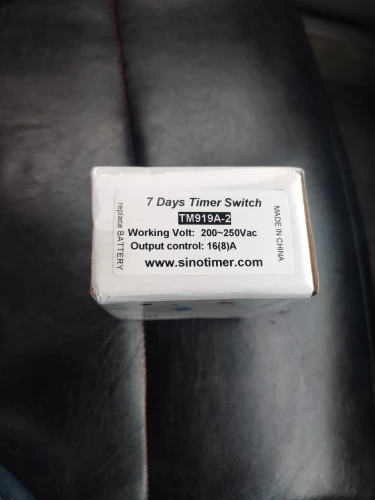 7 Days Timer Switch
TM919A-2
Working Volt: 200~250Vac
Output control: 16(8)A
www.sinotimer.com
replace BATTERY
MADE IN CHINA